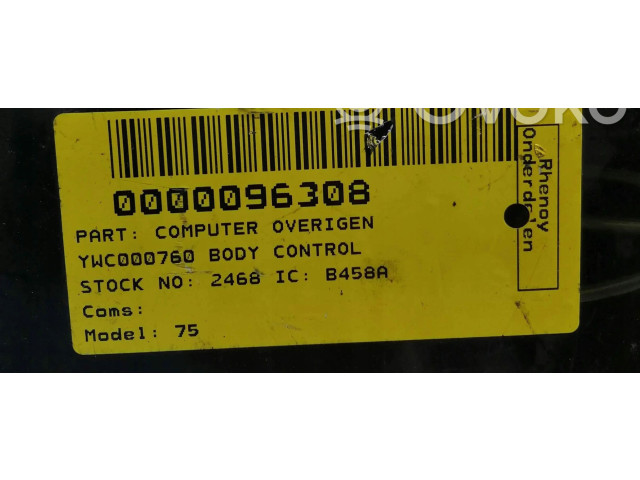 0000096308
PART: COMPUTER OVERIGEN
YWC000760 BODY CONTROL
STOCK NO: 2468 IC: B458A
Coms:
Model: 75
Rhenoy
Onderdelen